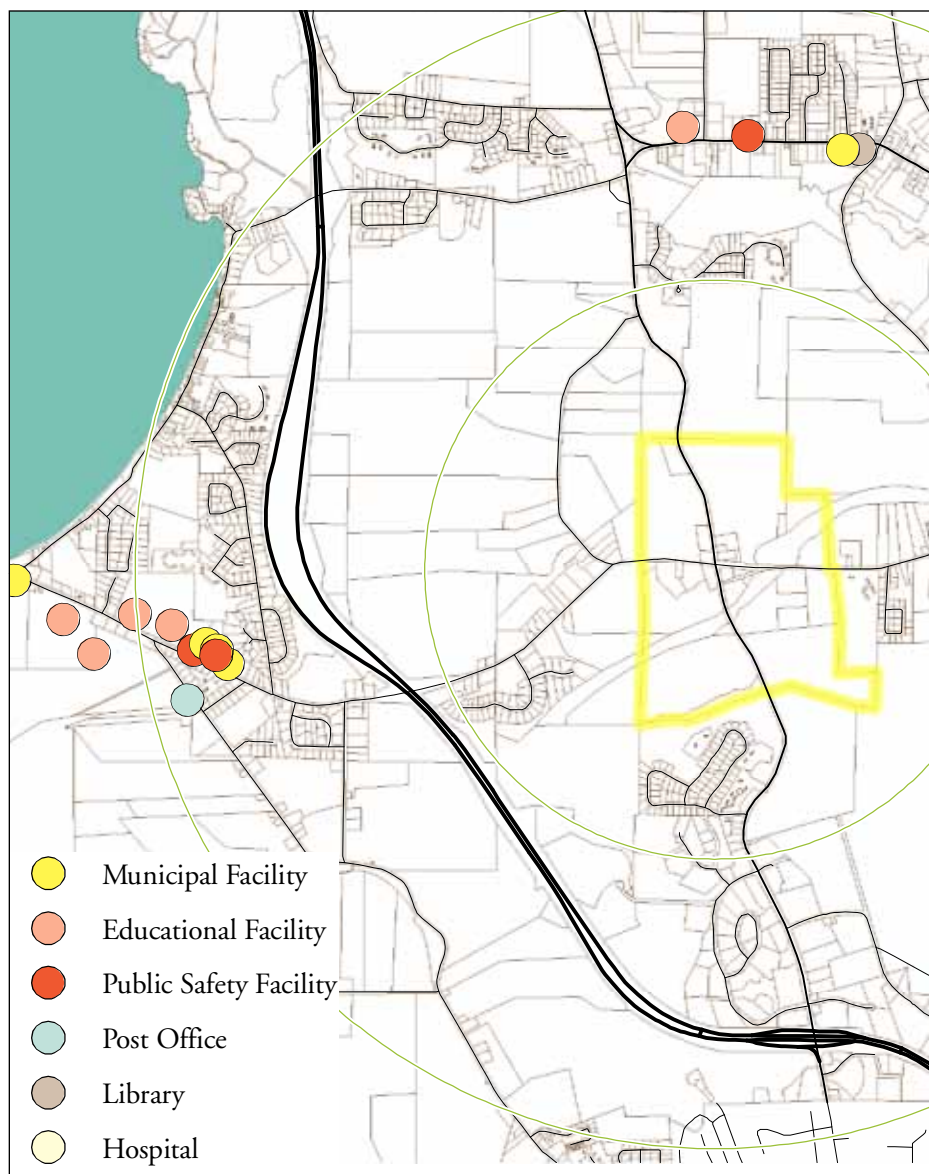 Municipal Facility
Educational Facility
Public Safety Facility
Post Office
Library
Hospital